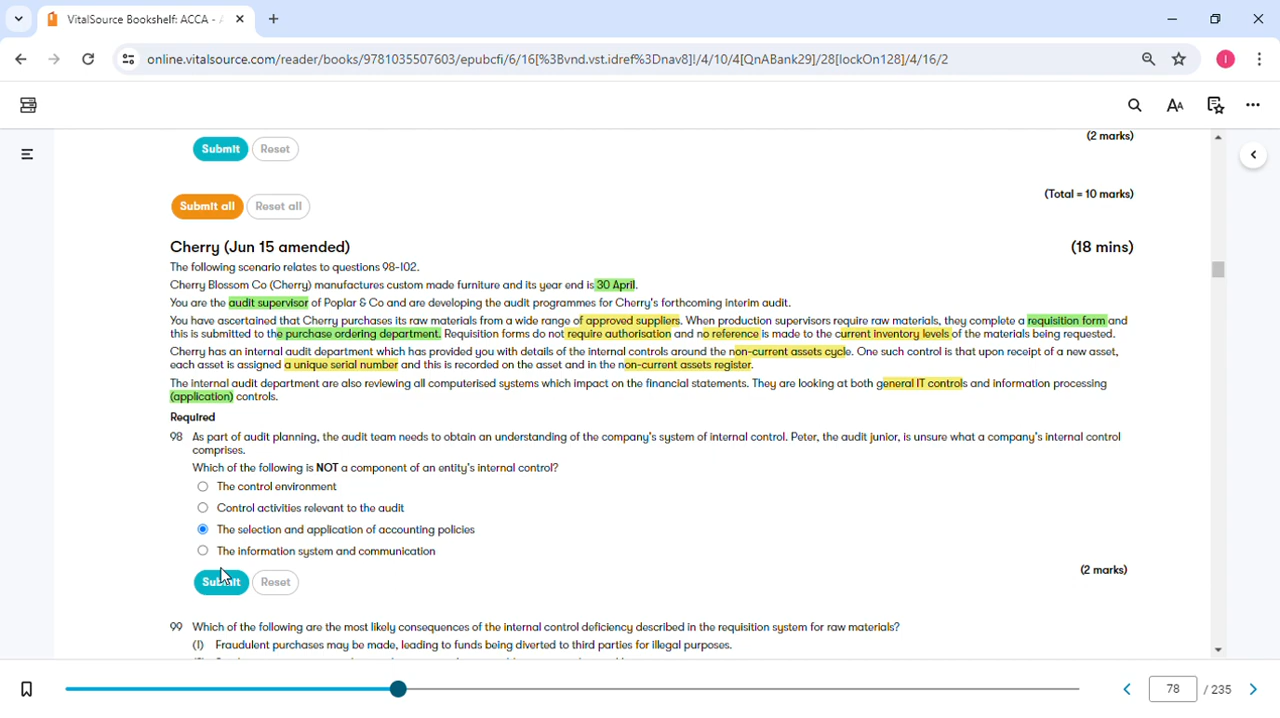 VitalSource Bookshelf: ACCA -
online.vitalsource.com/reader/books/9781035507603/epubcfi/6/16[%3Bvnd.vst.idref%3Dnav8]!/4/10/4[QnABank29]/28[lockOn128]/4/16/2
I
AA
(2 marks)
Submit Reset
(Total = 10 marks)
Submit all Reset all
Cherry (Jun 15 amended) (18 mins)
The following scenario relates to questions 98-102.
Cherry Blossom Co (Cherry) manufactures custom made furniture and its year end is 30 April.
You are the audit supervisor of Poplar & Co and are developing the audit programmes for Cherry's forthcoming interim audit.
You have ascertained that Cherry purchases its raw materials from a wide range of approved suppliers. When production supervisors require raw materials, they complete a requisition form and
this is submitted to the purchase ordering department. Requisition forms do not require authorisation and no reference is made to the current inventory levels of the materials being requested.
Cherry has an internal audit department which has provided you with details of the internal controls around the non-current assets cycle. One such control is that upon receipt of a new asset,
each asset is assigned a unique serial number and this is recorded on the asset and in the non-current assets register.
The internal audit department are also reviewing all computerised systems which impact on the financial statements. They are looking at both general IT controls and information processing
(application) controls.
Required
98 As part of audit planning, the audit team needs to obtain an understanding of the company's system of internal control. Peter, the audit junior, is unsure what a company's internal control
comprises.
Which of the following is NOT a component of an entity's internal control?
The control environment
Control activities relevant to the audit
The selection and application of accounting policies
The information system and communication
(2 marks)
Submit Reset
99 Which of the following are the most likely consequences of the internal control deficiency described in the requisition system for raw materials?
(1) Fraudulent purchases may be made, leading to funds being diverted to third parties for illegal purposes.
78 / 235